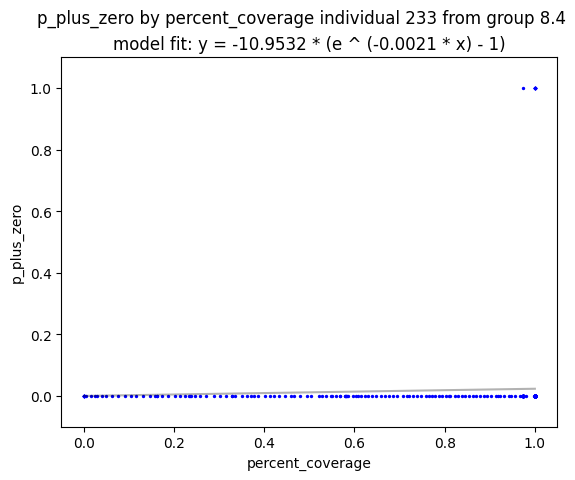 p_plus_zero by percent_coverage individual 233 from group 8.4
model fit: y = -10.9532 * (e ^ (-0.0021 * x) - 1)
1.0
0.8
0.6
0.4
0.2
0.0
p_plus_zero
0.0 0.2 0.4 0.6 0.8 1.0
percent_coverage